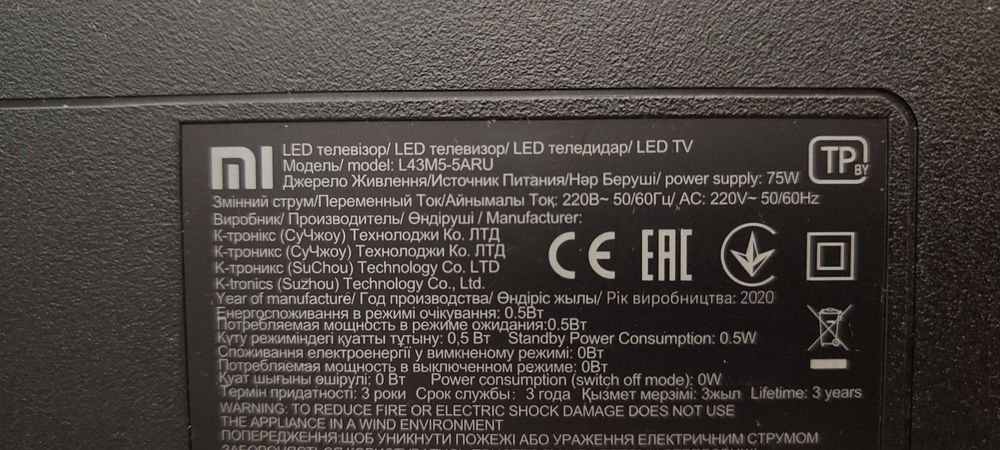 MI
LED телевізор/ LED телевизор/ LED теледидар/ LED TV
Модель/ model: L43M5-5ARU
Джерело Живлення/Источник Питания/Нәр Беруші/ power supply: 75W
TP BY
Змінний струм/Переменный Ток/Айнымалы Тоқ: 220В~ 50/60Гц/ AC: 220V~ 50/60Hz
Виробник/ Производитель/ Өндіруші / Manufacturer:
К-тронікс (СуЧжоу) Технолоджи Ко. ЛТД
К-троникс (СуЧжоу) Технолоджи Ко. ЛТД
К-троникс (SuChou) Technology Co. LTD
K-tronics (Suzhou) Technology Co., Ltd.
CE EAC
Year of manufacture/ Год производства/ Өндіріс жылы/ Рік виробництва: 2020
Енергоспоживання в режимі очікування: 0.5Вт
Потребляемая мощность в режиме ожидания:0.5Вт
Күту режиміндегі қуатты тұтыну: 0,5 Вт Standby Power Consumption: 0.5W
Споживання електроенергії у вимкненому режимі: 0Вт
Потребляемая мощность в выключенном режиме: 0Вт
Қуат шығыны өшірулі: 0 Вт Power consumption (switch off mode): 0W
Термін придатності: 3 роки Срок службы: 3 года Қызмет мерзімі: 3жыл Lifetime: 3 years
WARNING: TO REDUCE FIRE OR ELECTRIC SHOCK DAMAGE DOES NOT USE
THE APPLIANCE IN A WIND ENVIRONMENT
ПОПЕРЕДЖЕННЯ:ЩОБ УНИКНУТИ ПОЖЕЖІ АБО УРАЖЕННЯ ЕЛЕКТРИЧНИМ СТРУМОМ